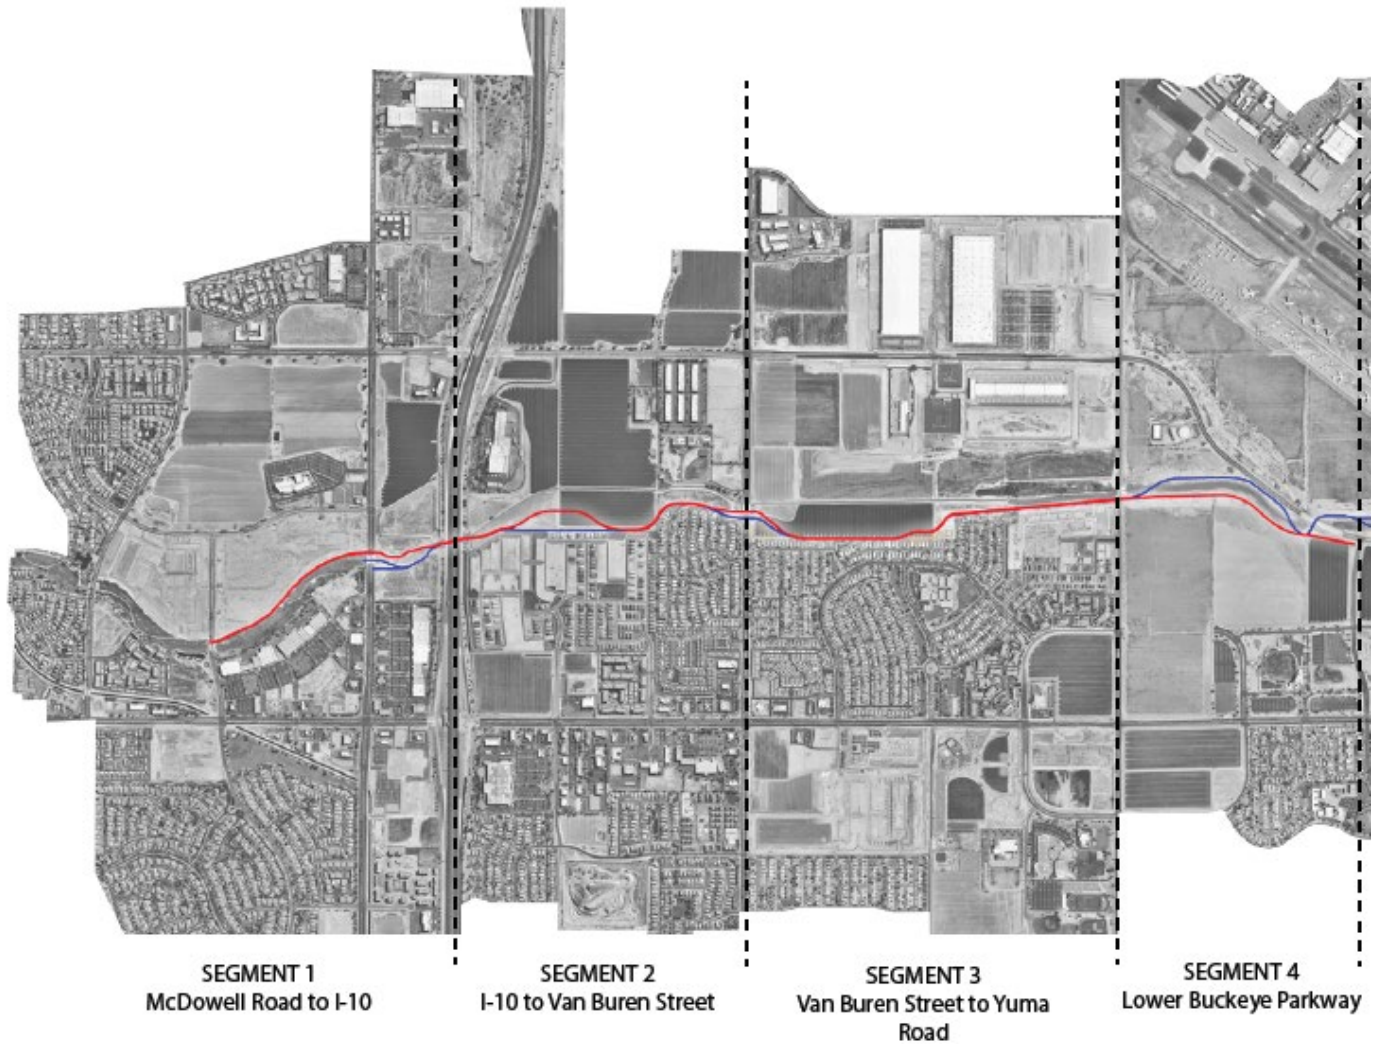 SEGMENT 1
McDowell Road to I-10
SEGMENT 2
I-10 to Van Buren Street
SEGMENT 3
Van Buren Street to Yuma
Road
SEGMENT 4
Lower Buckeye Parkway